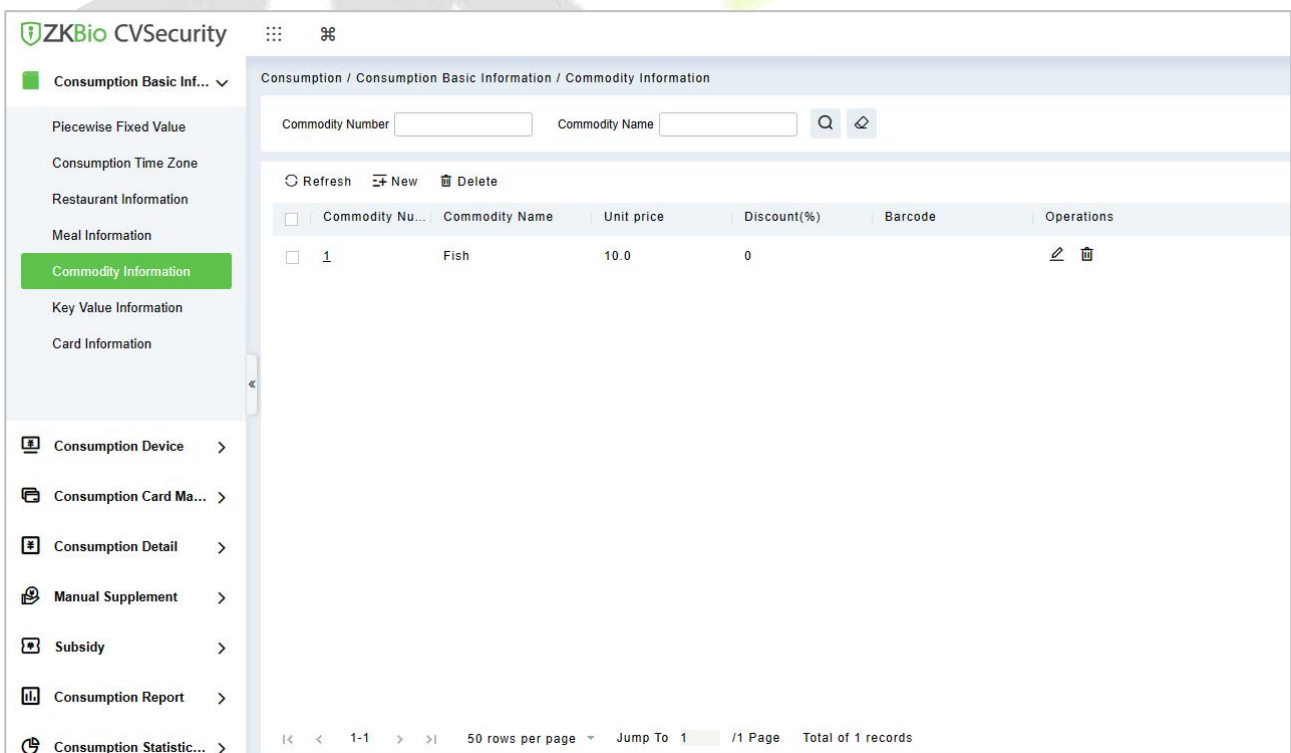 ZKBio CVSecurity
Consumption Basic Inf...
Piecewise Fixed Value
Consumption Time Zone
Restaurant Information
Meal Information
Commodity Information
Key Value Information
Card Information
Consumption Device
Consumption Card Ma...
Consumption Detail
Manual Supplement
Subsidy
Consumption Report
Consumption Statistic...
Consumption / Consumption Basic Information / Commodity Information
Commodity Number Commodity Name
Refresh New Delete
Commodity Nu... Commodity Name Unit price Discount(%) Barcode Operations
1 Fish 10.0 0
1-1 50 rows per page Jump To 1 /1 Page Total of 1 records